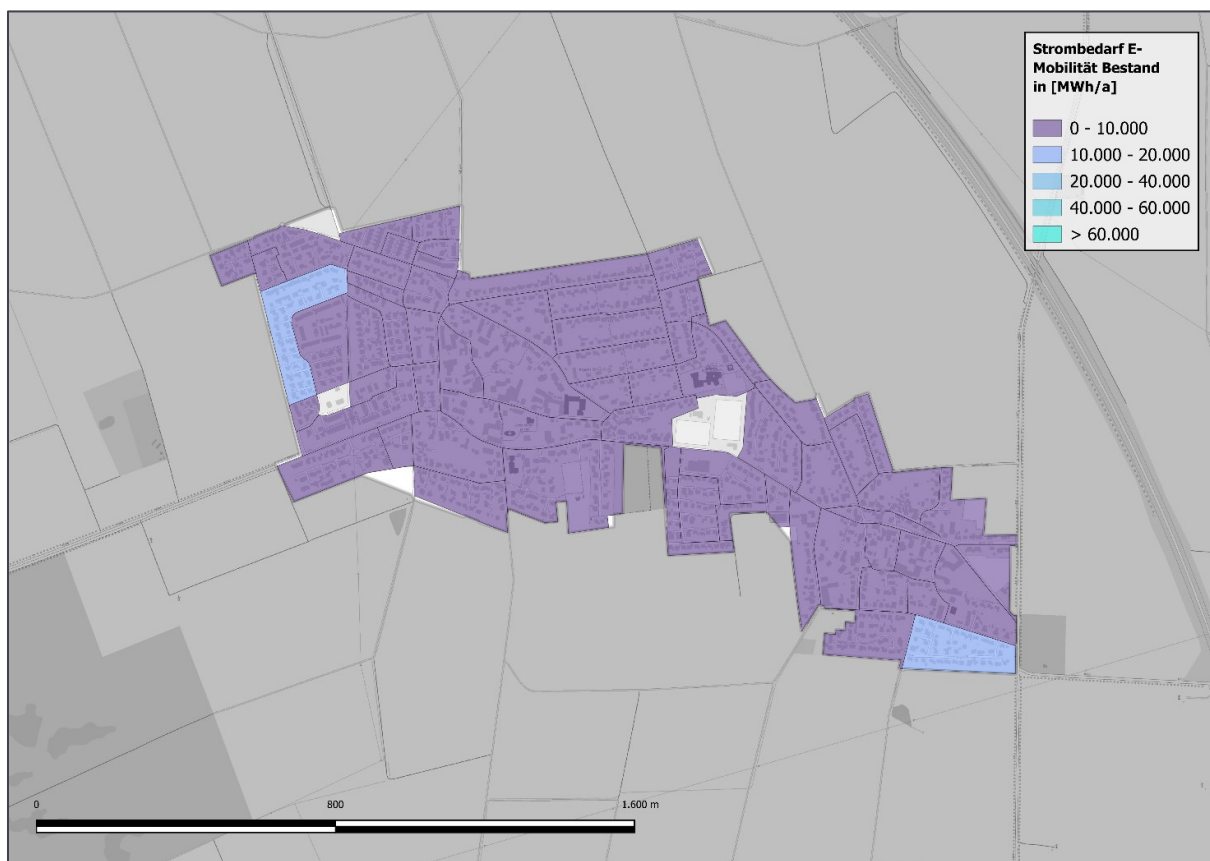 Strombedarf E-
Mobilität Bestand
in [MWh/a]
0 - 10.000
10.000 - 20.000
20.000 - 40.000
40.000 - 60.000
> 60.000
0 800 1.600 m